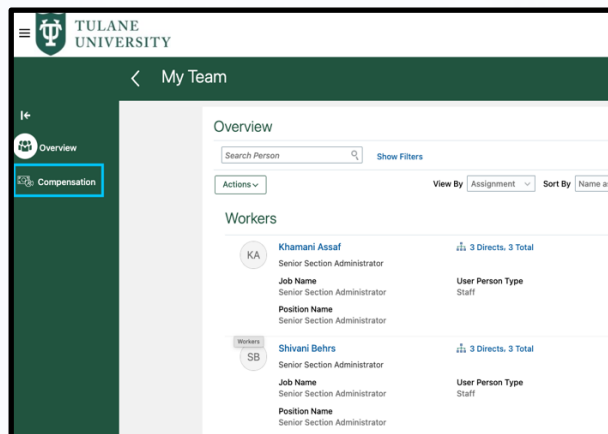 TULANE
UNIVERSITY
My Team
Overview
Compensation
Overview
Search Person
Show Filters
Actions
View By Assignment Sort By Name as
Workers
KA
Khamani Assaf
3 Directs, 3 Total
Senior Section Administrator
Job Name
User Person Type
Senior Section Administrator
Staff
Position Name
Senior Section Administrator
Workers
SB
Shivani Behrs
3 Directs, 3 Total
Senior Section Administrator
Job Name
User Person Type
Senior Section Administrator
Staff
Position Name
Senior Section Administrator